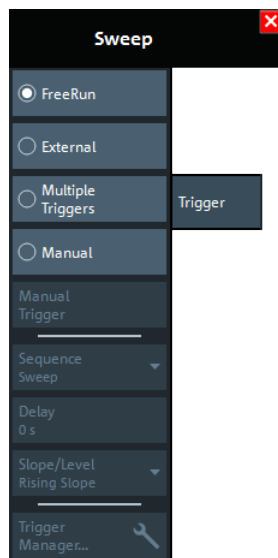 Sweep
FreeRun
External
Multiple
Triggers
Trigger
Manual
Manual
Trigger
Sequence
Sweep
Delay
0 s
Slope/Level
Rising Slope
Trigger
Manager...